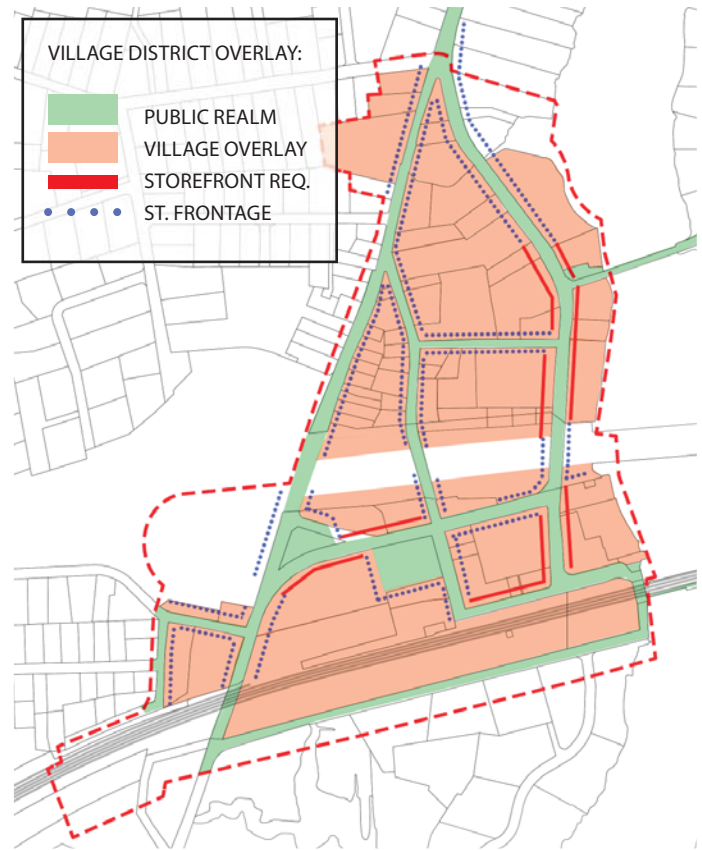 VILLAGE DISTRICT OVERLAY:
PUBLIC REALM
VILLAGE OVERLAY
STOREFRONT REQ.
ST. FRONTAGE